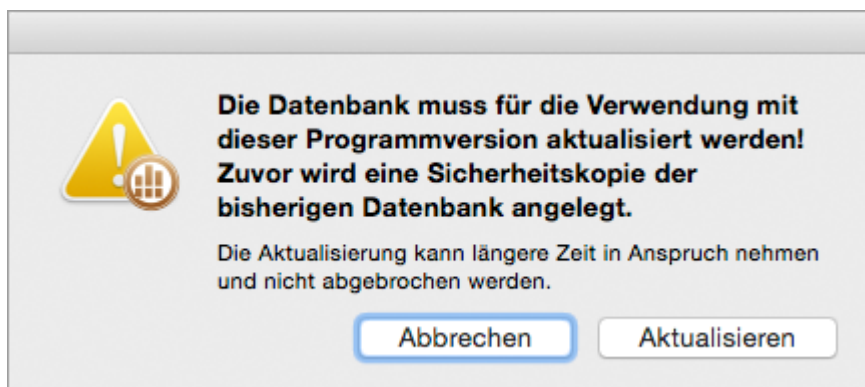 Die Datenbank muss für die Verwendung mit
dieser Programmversion aktualisiert werden!
Zuvor wird eine Sicherheitskopie der
bisherigen Datenbank angelegt.
Die Aktualisierung kann längere Zeit in Anspruch nehmen
und nicht abgebrochen werden.
Abbrechen Aktualisieren